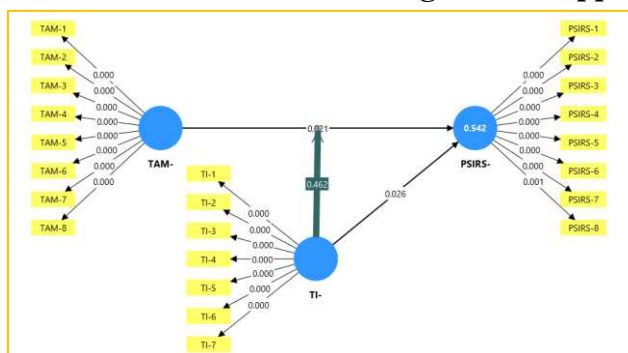 TAM-1
TAM-2
TAM-3
TAM-4
TAM-5
TAM-6
TAM-7
TAM-8
0.000
0.000
0.000
0.000
0.000
0.000
0.000
0.000
TAM-
0.021
0.462
0.026
0.542
PSIRS-
0.000
0.000
0.000
0.000
0.000
0.000
0.000
0.001
PSIRS-1
PSIRS-2
PSIRS-3
PSIRS-4
PSIRS-5
PSIRS-6
PSIRS-7
PSIRS-8
TI-1
TI-2
TI-3
TI-4
TI-5
TI-6
TI-7
0.000
0.000
0.000
0.000
0.000
0.000
0.000
TI-